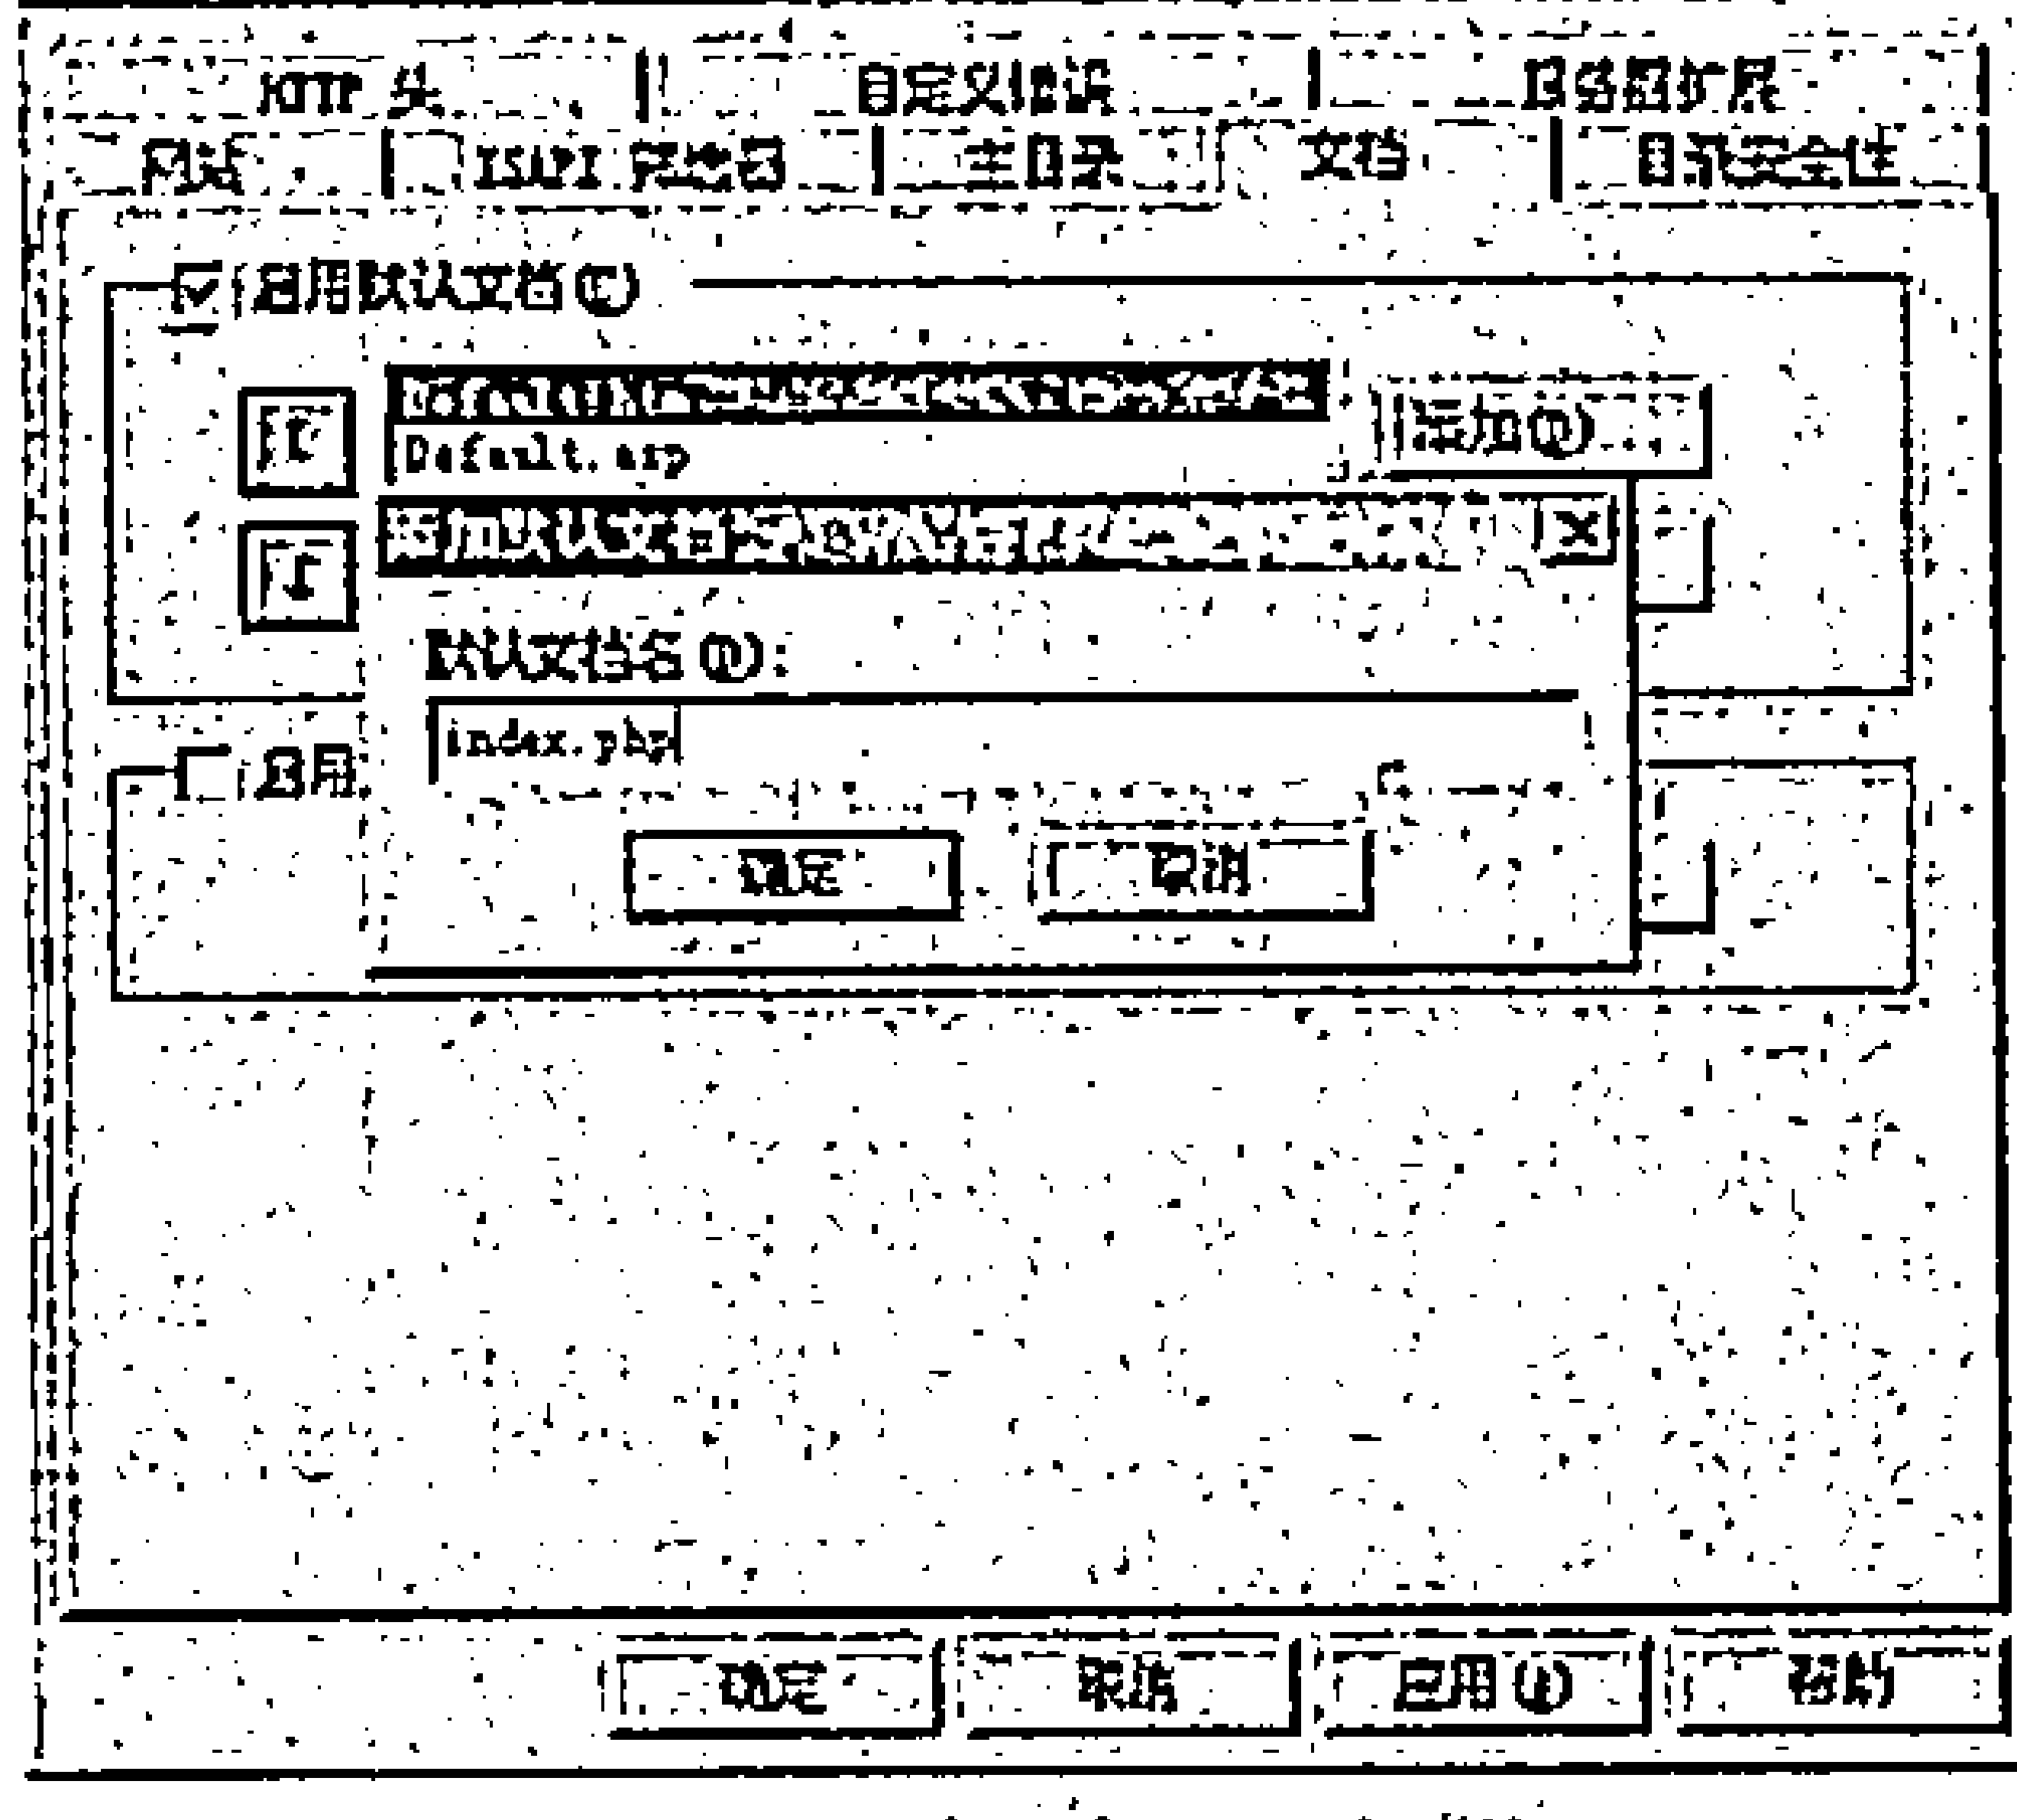 HTTP 头 自定义错误 服务器扩展
网站 ISAPI 筛选器 主目录 文档 目录安全性
启用默认文档(C)
Default.asp
添加(D)
默认文档名(D):
index.php
启用
确定 取消
确定 取消 应用(A) 帮助